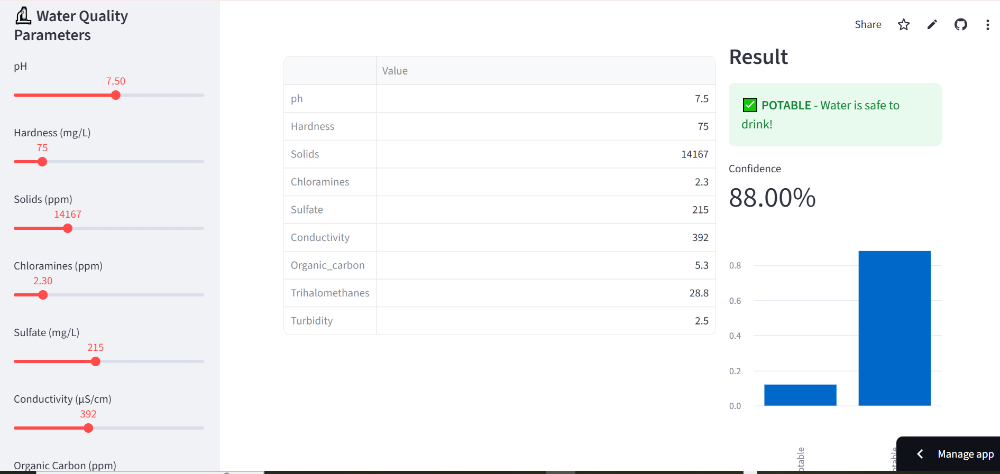 Water Quality
Parameters
pH
7.50
Hardness (mg/L)
75
Solids (ppm)
14167
Chloramines (ppm)
2.30
Sulfate (mg/L)
215
Conductivity (μS/cm)
392
Organic Carbon (ppm)
Share
Value
ph 7.5
Hardness 75
Solids 14167
Chloramines 2.3
Sulfate 215
Conductivity 392
Organic_carbon 5.3
Trihalomethanes 28.8
Turbidity 2.5
Result
POTABLE - Water is safe to
drink!
Confidence
88.00%
0.8
0.6
0.4
0.2
0.0
Manage app